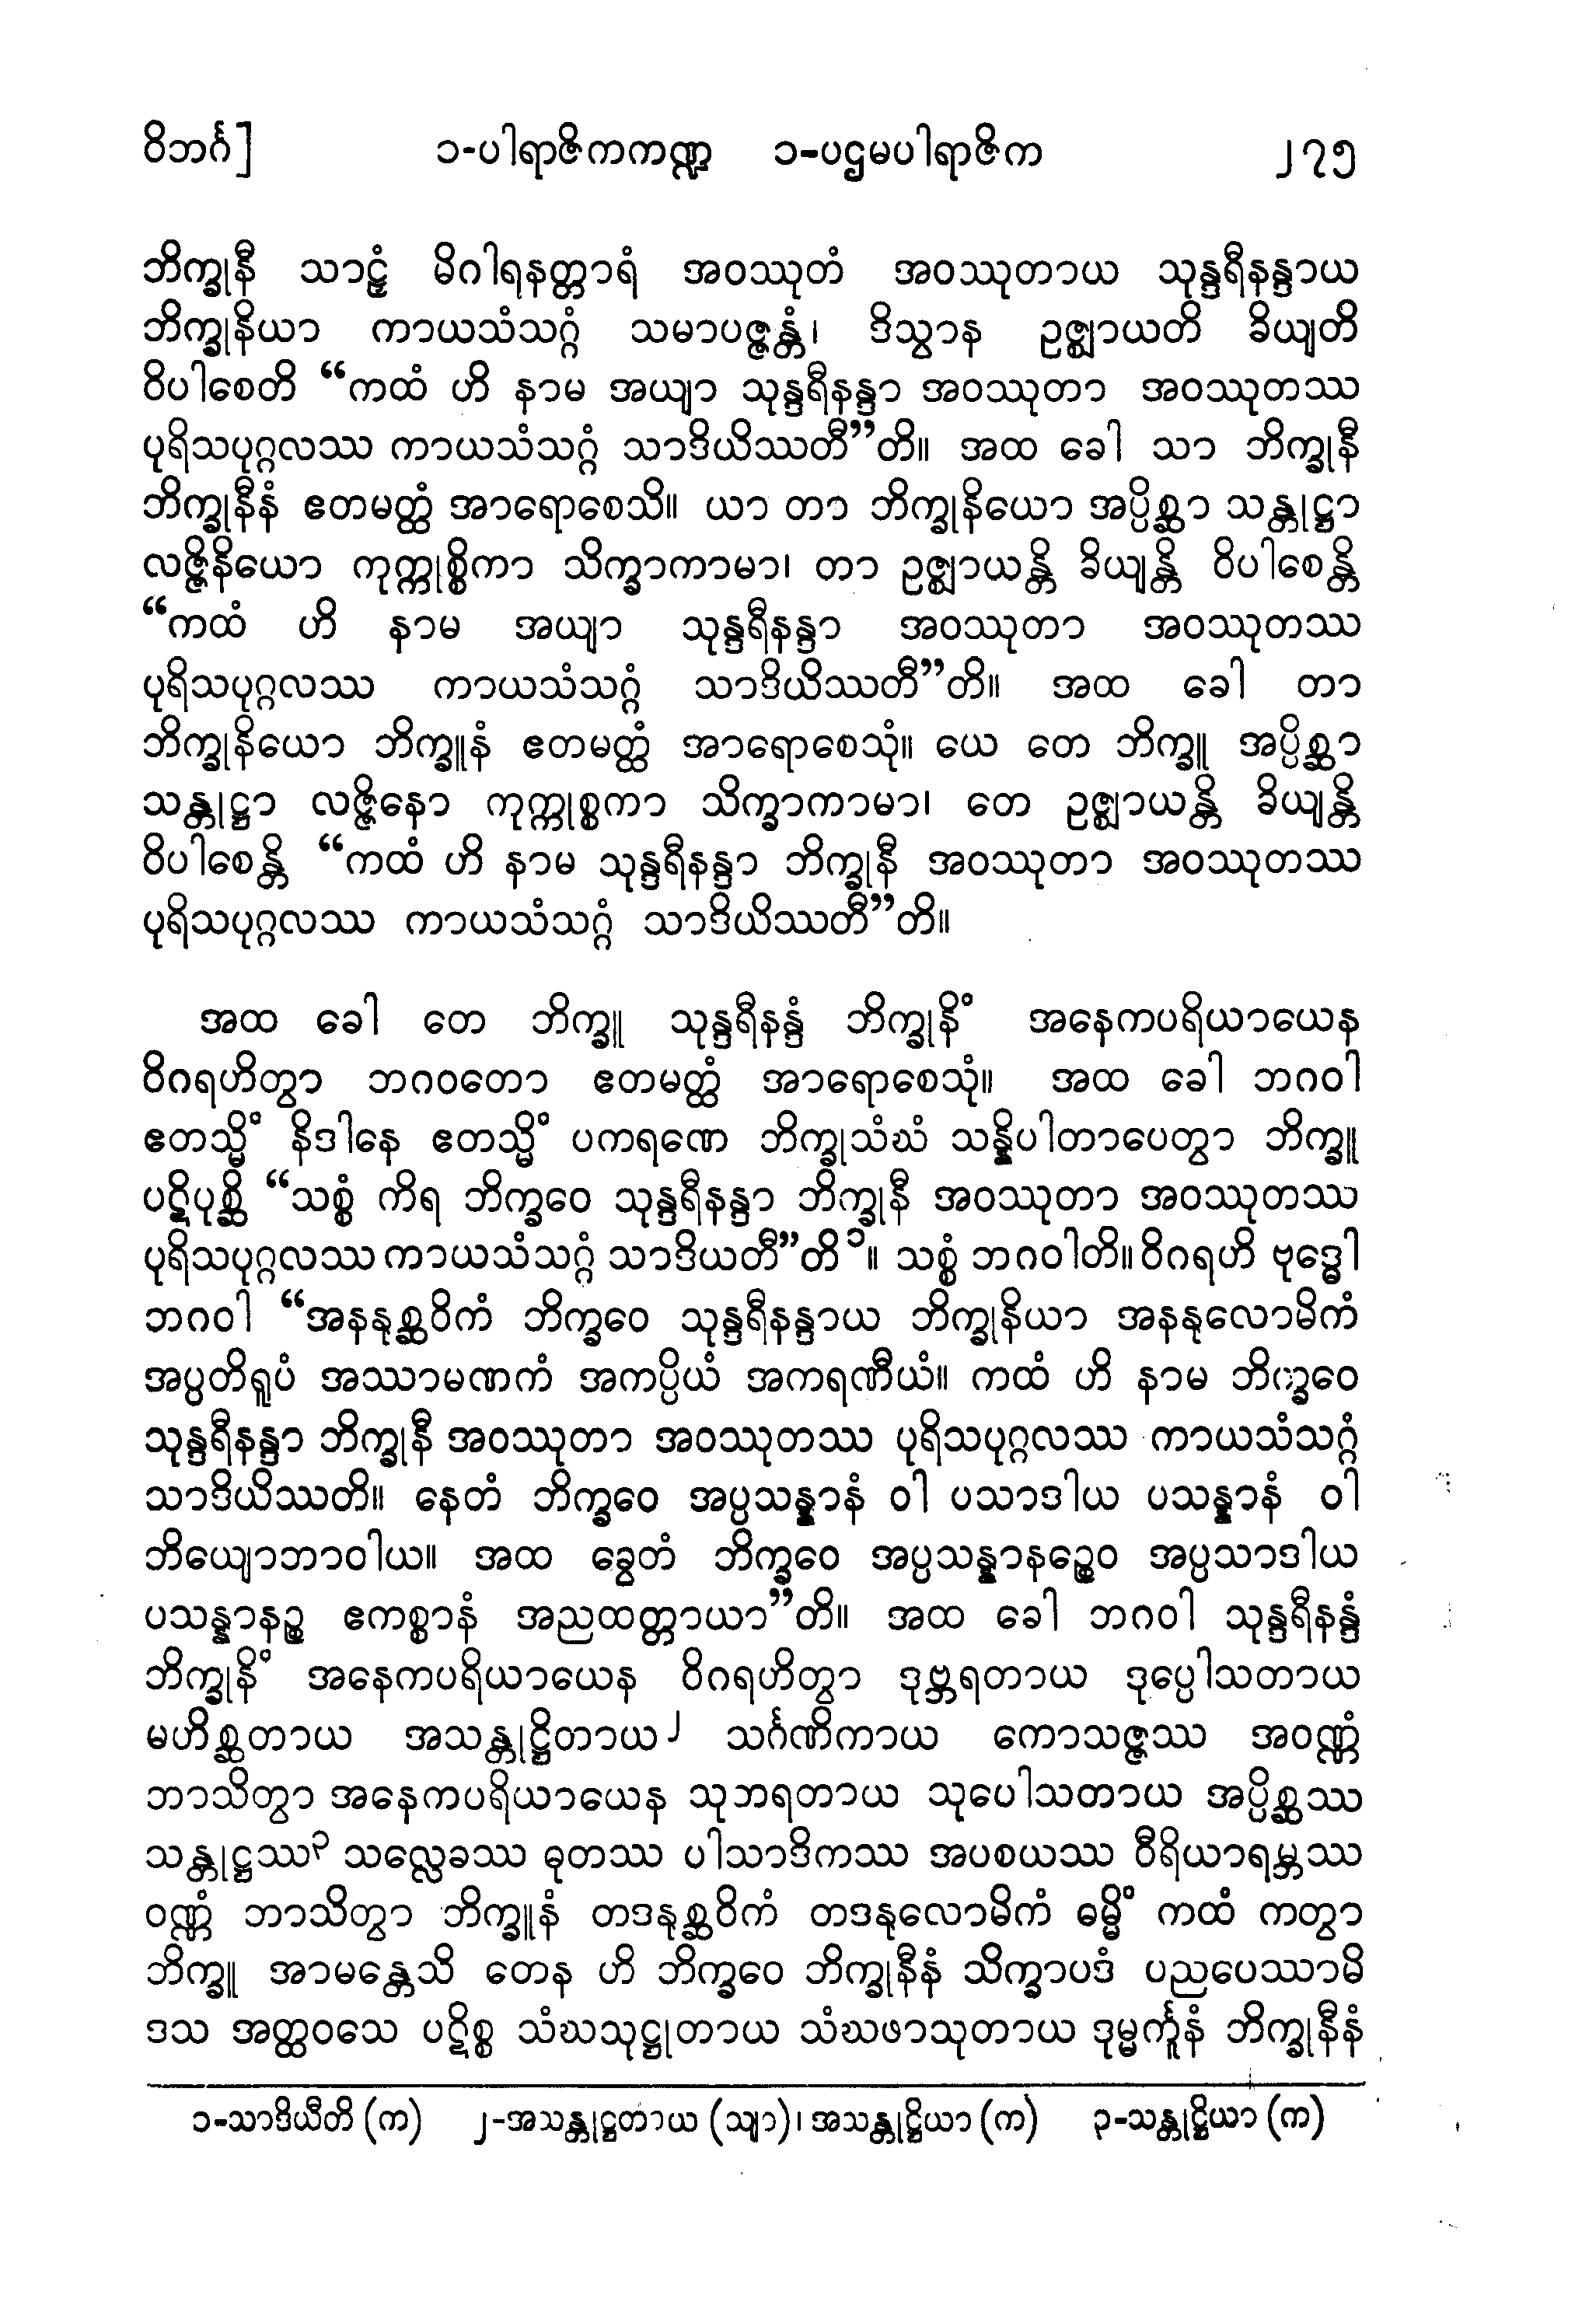 ဝိဘင်္ဂ] ၁-ပါရာဇိကကဏ္ဍ ၁-ပဌမပါရာဇိက ၂၇၅
ဘိက္ခုနီ သာဠှံ မိဂါရနတ္တာရံ အဝဿုတံ အဝဿုတာယ သုန္ဒရီနန္ဒာယ
ဘိက္ခုနိယာ ကာယသံသဂ္ဂံ သမာပဇ္ဇန္တံ၊ ဒိသွာန ဥဇ္ဈာယတိ ခိယျတိ
ဝိပါစေတိ “ကထံ ဟိ နာမ အယျာ သုန္ဒရီနန္ဒာ အဝဿုတာ အဝဿုတဿ
ပုရိသပုဂ္ဂလဿ ကာယသံသဂ္ဂံ သာဒိယိဿတီ”တိ။ အထ ခေါ သာ ဘိက္ခုနီ
ဘိက္ခုနီနံ ဧတမတ္ထံ အာရောစေသိ။ ယာ တာ ဘိက္ခုနိယော အပ္ပိစ္ဆာ သန္တုဋ္ဌာ
လဇ္ဇိနိယော ကုက္ကုစ္စိကာ သိက္ခာကာမာ၊ တာ ဥဇ္ဈာယန္တိ ခိယျန္တိ ဝိပါစေန္တိ
“ကထံ ဟိ နာမ အယျာ သုန္ဒရီနန္ဒာ အဝဿုတာ အဝဿုတဿ
ပုရိသပုဂ္ဂလဿ ကာယသံသဂ္ဂံ သာဒိယိဿတီ”တိ။ အထ ခေါ တာ
ဘိက္ခုနိယော ဘိက္ခူနံ ဧတမတ္ထံ အာရောစေသုံ။ ယေ တေ ဘိက္ခူ အပ္ပိစ္ဆာ
သန္တုဋ္ဌာ လဇ္ဇိနော ကုက္ကုစ္စကာ သိက္ခာကာမာ၊ တေ ဥဇ္ဈာယန္တိ ခိယျန္တိ
ဝိပါစေန္တိ “ကထံ ဟိ နာမ သုန္ဒရီနန္ဒာ ဘိက္ခုနီ အဝဿုတာ အဝဿုတဿ
ပုရိသပုဂ္ဂလဿ ကာယသံသဂ္ဂံ သာဒိယိဿတီ”တိ။
အထ ခေါ တေ ဘိက္ခူ သုန္ဒရီနန္ဒံ ဘိက္ခုနိံ အနေကပရိယာယေန
ဝိဂရဟိတွာ ဘဂဝတော ဧတမတ္ထံ အာရောစေသုံ။ အထ ခေါ ဘဂဝါ
ဧတသ္မိံ နိဒါနေ ဧတသ္မိံ ပကရဏေ ဘိက္ခုသံဃံ သန္နိပါတာပေတွာ ဘိက္ခူ
ပဋိပုစ္ဆိ “သစ္စံ ကိရ ဘိက္ခဝေ သုန္ဒရီနန္ဒာ ဘိက္ခုနီ အဝဿုတာ အဝဿုတဿ
ပုရိသပုဂ္ဂလဿ ကာယသံသဂ္ဂံ သာဒိယတီ”တိ၁။ သစ္စံ ဘဂဝါတိ။ ဝိဂရဟိ ဗုဒ္ဓေါ
ဘဂဝါ “အနနုစ္ဆဝိကံ ဘိက္ခဝေ သုန္ဒရီနန္ဒာယ ဘိက္ခုနိယာ အနနုလောမိကံ
အပ္ပတိရူပံ အဿာမဏကံ အကပ္ပိယံ အကရဏီယံ။ ကထံ ဟိ နာမ ဘိက္ခဝေ
သုန္ဒရီနန္ဒာ ဘိက္ခုနီ အဝဿုတာ အဝဿုတဿ ပုရိသပုဂ္ဂလဿ ကာယသံသဂ္ဂံ
သာဒိယိဿတိ။ နေတံ ဘိက္ခဝေ အပ္ပသန္နာနံ ဝါ ပသာဒါယ ပသန္နာနံ ဝါ
ဘိယျောဘာဝါယ။ အထ ခွေတံ ဘိက္ခဝေ အပ္ပသန္နာနဉ္စေဝ အပ္ပသာဒါယ
ပသန္နာနဉ္စ ဧကစ္စာနံ အညထတ္တာယာ”တိ။ အထ ခေါ ဘဂဝါ သုန္ဒရီနန္ဒံ
ဘိက္ခုနိံ အနေကပရိယာယေန ဝိဂရဟိတွာ ဒုဗ္ဘရတာယ ဒုပ္ပေါသတာယ
မဟိစ္ဆတာယ အသန္တုဋ္ဌိတာယ၂ သင်္ဂဏိကာယ ကောသဇ္ဇဿ အဝဏ္ဏံ
ဘာသိတွာ အနေကပရိယာယေန သုဘရတာယ သုပေါသတာယ အပ္ပိစ္ဆဿ
သန္တုဋ္ဌဿ၃ သလ္လေခဿ ဓုတဿ ပါသာဒိကဿ အပစယဿ ဝီရိယာရမ္ဘဿ
ဝဏ္ဏံ ဘာသိတွာ ဘိက္ခူနံ တဒနုစ္ဆဝိကံ တဒနုလောမိကံ ဓမ္မိံ ကထံ ကတွာ
ဘိက္ခူ အာမန္တေသိ တေန ဟိ ဘိက္ခဝေ ဘိက္ခုနီနံ သိက္ခာပဒံ ပညပေဿာမိ
ဒသ အတ္ထဝသေ ပဋိစ္စ သံဃသုဋ္ဌုတာယ သံဃဖာသုတာယ ဒုမ္မင်္ကူနံ ဘိက္ခုနီနံ
၁-သာဒိယီတိ (က) ၂-အသန္တုဋ္ဌတာယ (သျာ)၊ အသန္တုဋ္ဌိယာ (က) ၃-သန္တုဋ္ဌိယာ (က)